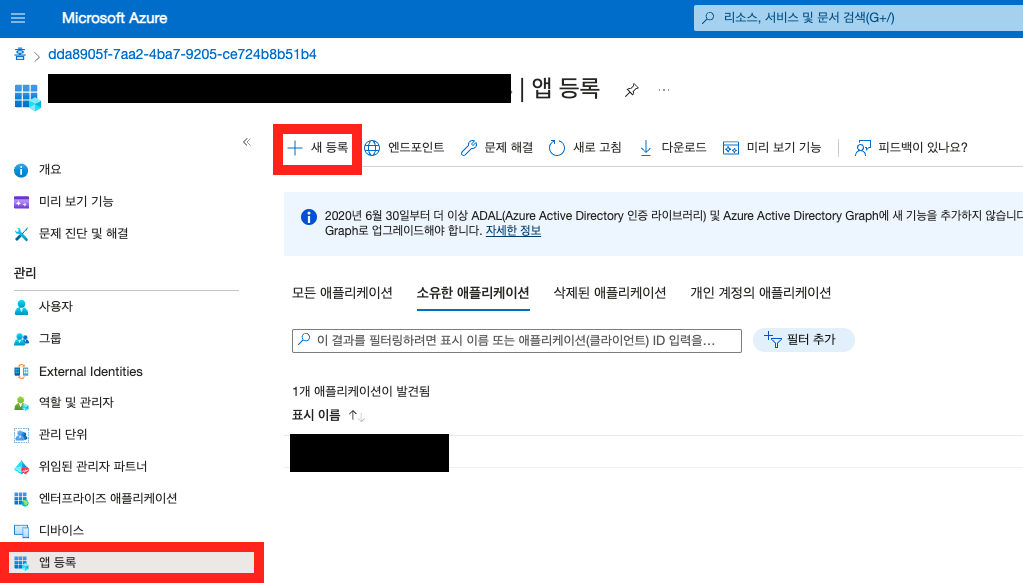 Microsoft Azure
리소스, 서비스 및 문서 검색(G+/)
홈 > dda8905f-7aa2-4ba7-9205-ce724b8b51b4
| 앱 등록 ...
«
+ 새 등록 엔드포인트 문제 해결 새로 고침 다운로드 미리 보기 기능 피드백이 있나요?
개요
미리 보기 기능
문제 진단 및 해결
관리
사용자
그룹
External Identities
역할 및 관리자
관리 단위
위임된 관리자 파트너
엔터프라이즈 애플리케이션
디바이스
앱 등록
2020년 6월 30일부터 더 이상 ADAL(Azure Active Directory 인증 라이브러리) 및 Azure Active Directory Graph에 새 기능을 추가하지 않습니다
Graph로 업그레이드해야 합니다. 자세한 정보
모든 애플리케이션 소유한 애플리케이션 삭제된 애플리케이션 개인 계정의 애플리케이션
이 결과를 필터링하려면 표시 이름 또는 애플리케이션(클라이언트) ID 입력을...
필터 추가
1개 애플리케이션이 발견됨
표시 이름 ↑↓